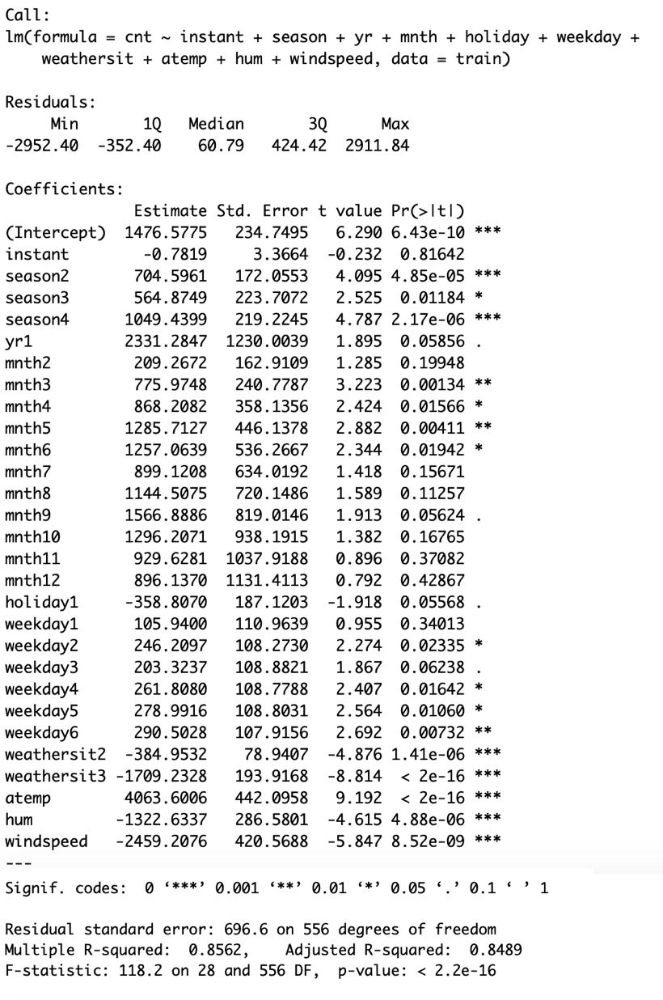 Call:
lm(formula = cnt ~ instant + season + yr + mnth + holiday + weekday +
    weathersit + atemp + hum + windspeed, data = train)

Residuals:
     Min       1Q   Median       3Q      Max
-2952.40  -352.40    60.79   424.42  2911.84

Coefficients:
              Estimate Std. Error t value Pr(>|t|)
(Intercept)  1476.5775   234.7495   6.290 6.43e-10 ***
instant        -0.7819     3.3664  -0.232  0.81642
season2       704.5961   172.0553   4.095 4.85e-05 ***
season3       564.8749   223.7072   2.525  0.01184 *
season4      1049.4399   219.2245   4.787 2.17e-06 ***
yr1          2331.2847  1230.0039   1.895  0.05856 .
mnth2         209.2672   162.9109   1.285  0.19948
mnth3         775.9748   240.7787   3.223  0.00134 **
mnth4         868.2082   358.1356   2.424  0.01566 *
mnth5        1285.7127   446.1378   2.882  0.00411 **
mnth6        1257.0639   536.2667   2.344  0.01942 *
mnth7         899.1208   634.0192   1.418  0.15671
mnth8        1144.5075   720.1486   1.589  0.11257
mnth9        1566.8886   819.0146   1.913  0.05624 .
mnth10       1296.2071   938.1915   1.382  0.16765
mnth11        929.6281  1037.9188   0.896  0.37082
mnth12        896.1370  1131.4113   0.792  0.42867
holiday1     -358.8070   187.1203  -1.918  0.05568 .
weekday1      105.9400   110.9639   0.955  0.34013
weekday2      246.2097   108.2730   2.274  0.02335 *
weekday3      203.3237   108.8821   1.867  0.06238 .
weekday4      261.8080   108.7788   2.407  0.01642 *
weekday5      278.9916   108.8031   2.564  0.01060 *
weekday6      290.5028   107.9156   2.692  0.00732 **
weathersit2  -384.9532    78.9407  -4.876 1.41e-06 ***
weathersit3 -1709.2328   193.9168  -8.814  < 2e-16 ***
atemp        4063.6006   442.0958   9.192  < 2e-16 ***
hum         -1322.6337   286.5801  -4.615 4.88e-06 ***
windspeed   -2459.2076   420.5688  -5.847 8.52e-09 ***
---
Signif. codes:  0 ‘***’ 0.001 ‘**’ 0.01 ‘*’ 0.05 ‘.’ 0.1 ‘ ’ 1

Residual standard error: 696.6 on 556 degrees of freedom
Multiple R-squared:  0.8562,    Adjusted R-squared:  0.8489
F-statistic: 118.2 on 28 and 556 DF,  p-value: < 2.2e-16